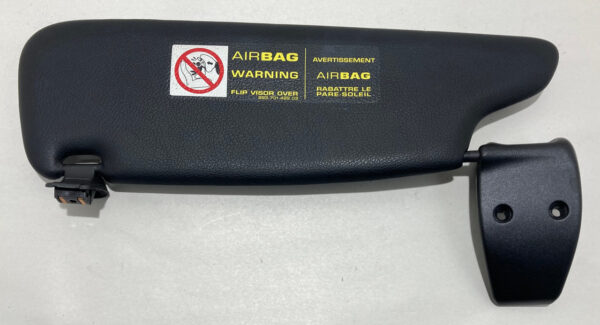 AIRBAG
WARNING
FLIP VISOR OVER
AVERTISSEMENT
AIRBAG
RABATTRE LE
PARE-SOLEIL